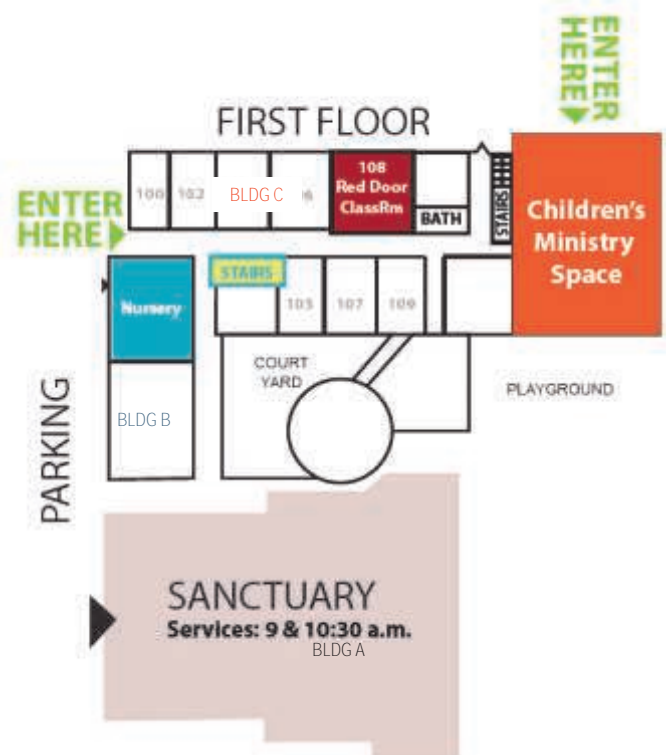 ENTER
HERE
FIRST FLOOR
100
102
BLDG C
6
108
Red Door
ClassRm
BATH
STAIRS
Children's
Ministry
Space
ENTER
HERE
Nursery
STAIRS
105
107
109
COURT
YARD
PLAYGROUND
PARKING
BLDG B
SANCTUARY
Services: 9 & 10:30 a.m.
BLDG A